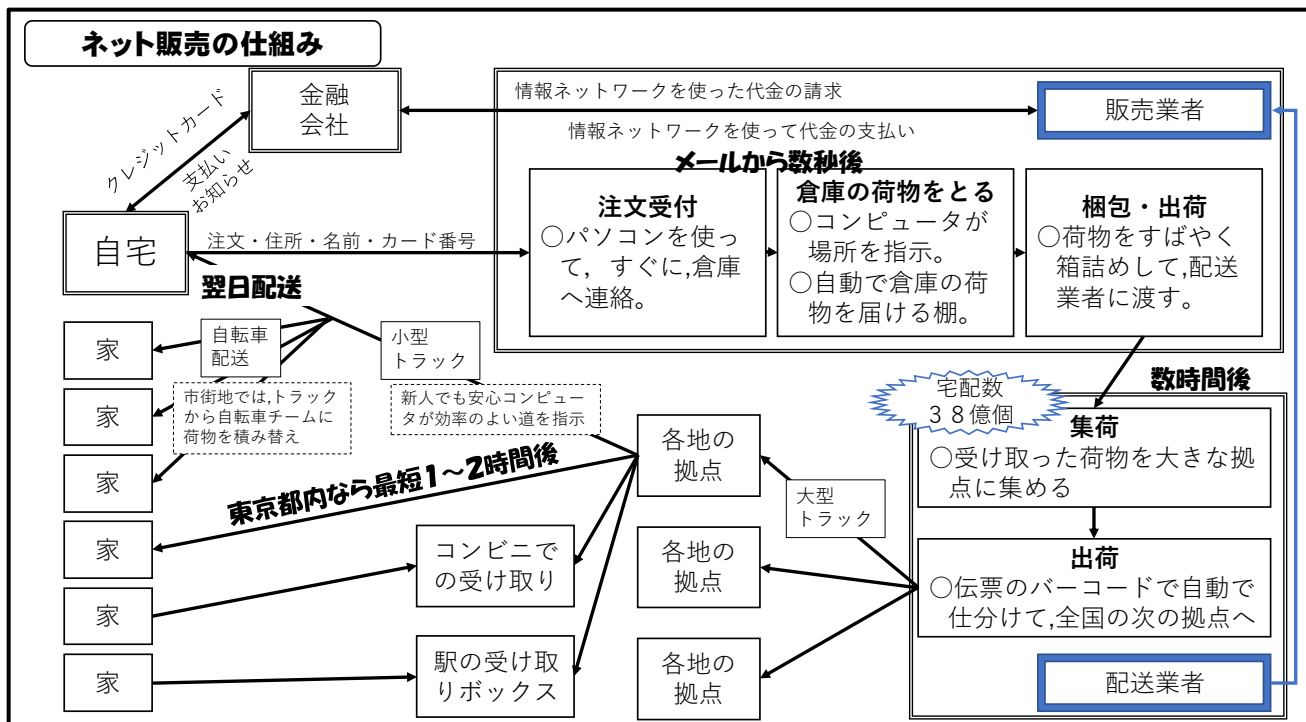 ネット販売の仕組み
金融
会社
情報ネットワークを使った代金の請求
販売業者
情報ネットワークを使って代金の支払い
クレジットカード
支払い
お知らせ
メールから数秒後
自宅
注文・住所・名前・カード番号
注文受付
○パソコンを使っ
て，すぐに,倉庫
へ連絡。
倉庫の荷物をとる
○コンピュータが
場所を指示。
○自動で倉庫の荷
物を届ける棚。
梱包・出荷
○荷物をすばやく
箱詰めして,配送
業者に渡す。
翌日配送
家
自転車
配送
小型
トラック
家
市街地では,トラック
から自転車チームに
荷物を積み替え
新人でも安心コンピュー
タが効率のよい道を指示
数時間後
宅配数
３８億個
集荷
○受け取った荷物を大きな拠
点に集める
各地の
拠点
家
東京都内なら最短１～２時間後
大型
トラック
家
コンビニで
の受け取り
各地の
拠点
出荷
○伝票のバーコードで自動で
仕分けて,全国の次の拠点へ
家
家
駅の受け取
りボックス
各地の
拠点
配送業者